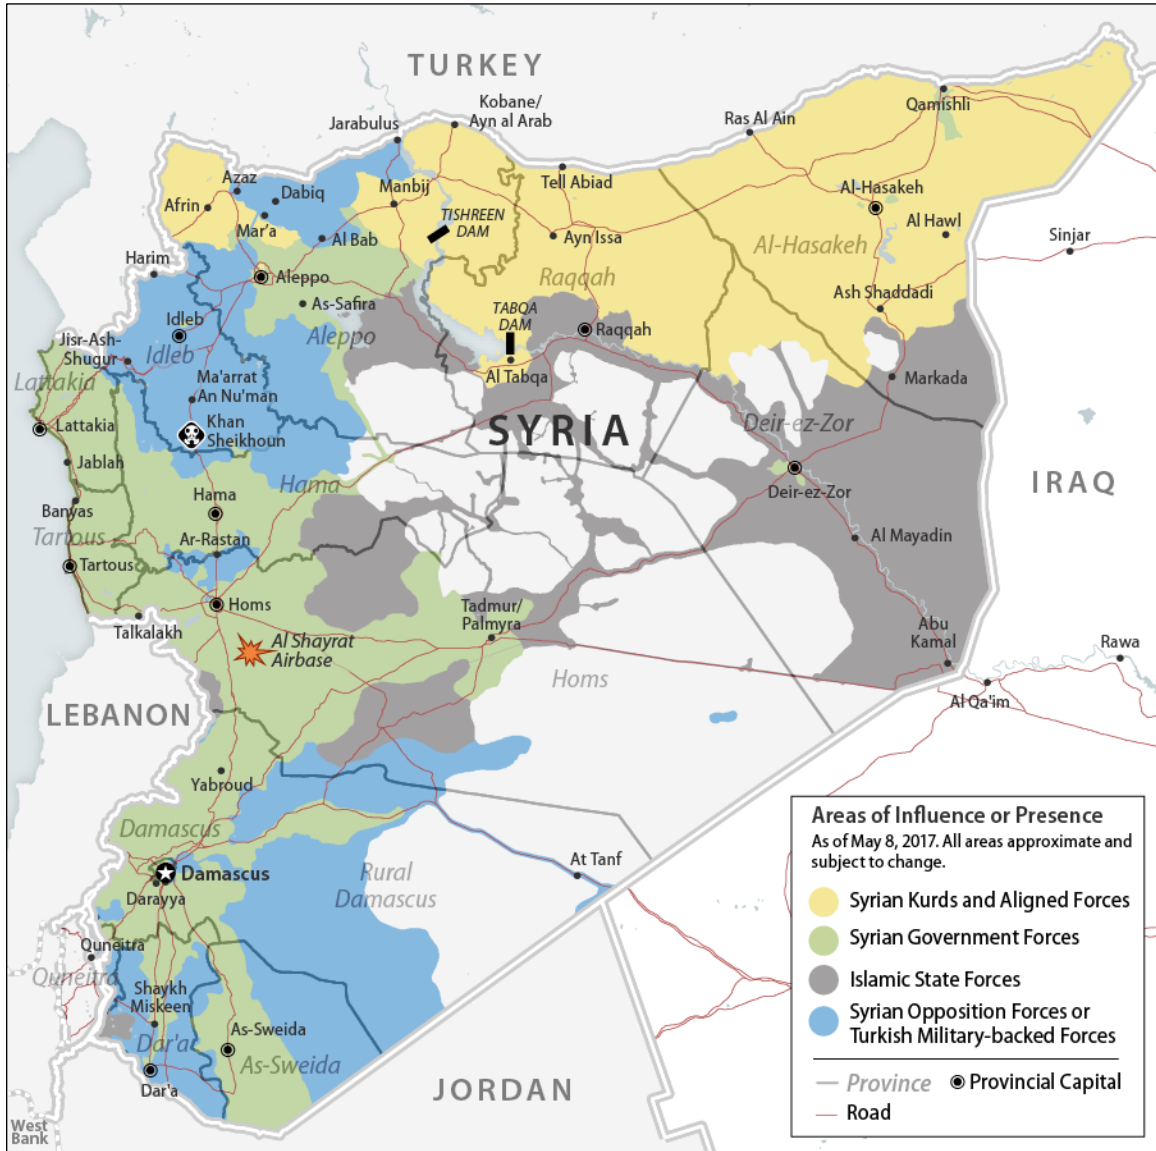 TURKEY
Kobane/
Ayn al Arab
Jarabulus
Ras Al Ain
Qamishli
Azaz
Dabiq
Manbij
Tell Abiad
Afrin
Mar'a
Al Bab
TISHREEN
DAM
Ayn Issa
Al-Hasakeh
Al Hawl
Al-Hasakeh
Sinjar
Harim
Aleppo
Raqqah
As-Safira
Ash Shaddadi
Idleb
Aleppo
TABQA
DAM
Raqqah
Jisr-Ash-
Shugur
Idleb
Lattakia
Ma'arrat
An Nu'man
Al Tabqa
Markada
Khan
Sheikhoun
Lattakia
SYRIA
Deir-ez-Zor
Jablah
Hama
Deir-ez-Zor
IRAQ
Banyas
Hama
Tartous
Ar-Rastan
Al Mayadin
Tartous
Homs
Talkalakh
Tadmur/
Palmyra
Al Shayrat
Airbase
Abu
Kamal
Rawa
Homs
Al Qa'im
LEBANON
Yabroud
Damascus
Damascus
Darayya
Rural
Damascus
At Tanf
Quneitra
Quneitra
Shaykh
Miskeen
As-Sweida
Dar'a
As-Sweida
Dar'a
JORDAN
West
Bank
Areas of Influence or Presence
As of May 8, 2017. All areas approximate and
subject to change.
Syrian Kurds and Aligned Forces
Syrian Government Forces
Islamic State Forces
Syrian Opposition Forces or
Turkish Military-backed Forces
Province
Provincial Capital
Road